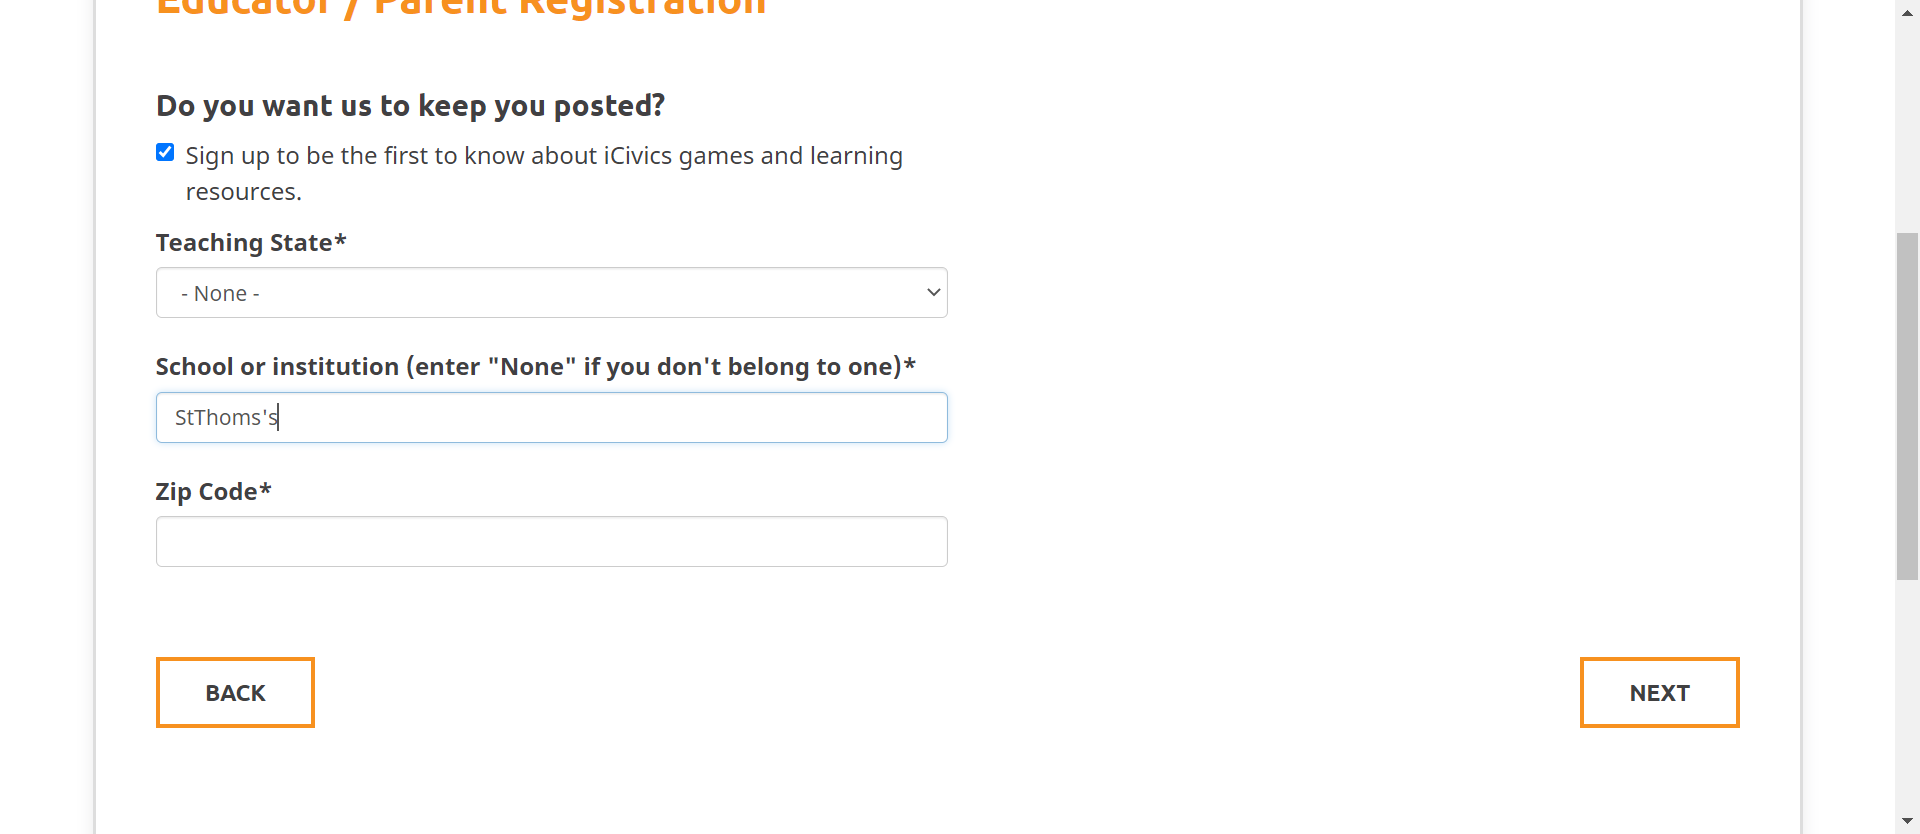 Educator / Parent Registration
Do you want us to keep you posted?
Sign up to be the first to know about iCivics games and learning
resources.
Teaching State*
- None -
School or institution (enter "None" if you don't belong to one)*
StThoms's
Zip Code*
BACK
NEXT